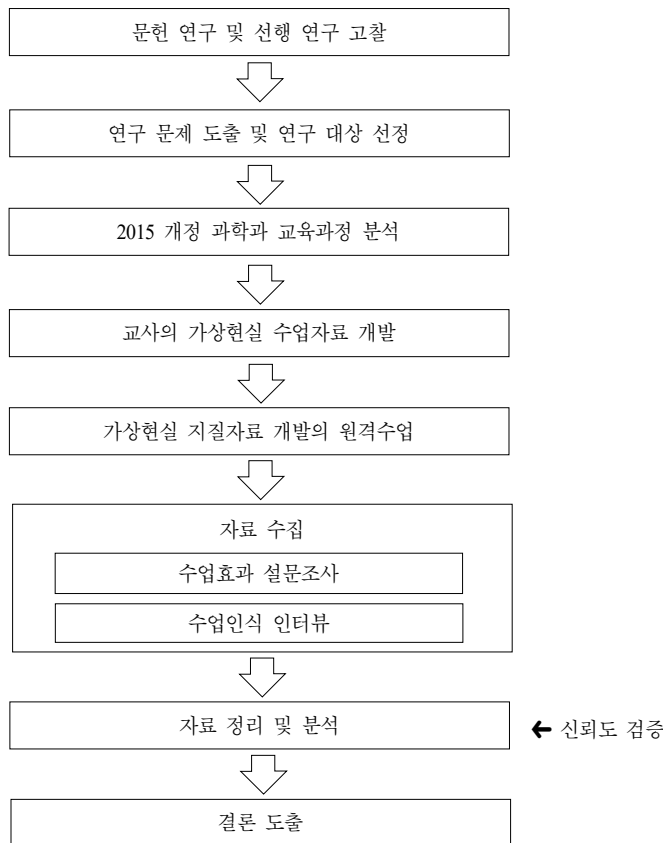 문헌 연구 및 선행 연구 고찰
연구 문제 도출 및 연구 대상 선정
2015 개정 과학과 교육과정 분석
교사의 가상현실 수업자료 개발
가상현실 지질자료 개발의 원격수업
자료 수집
수업효과 설문조사
수업인식 인터뷰
자료 정리 및 분석
신뢰도 검증
결론 도출